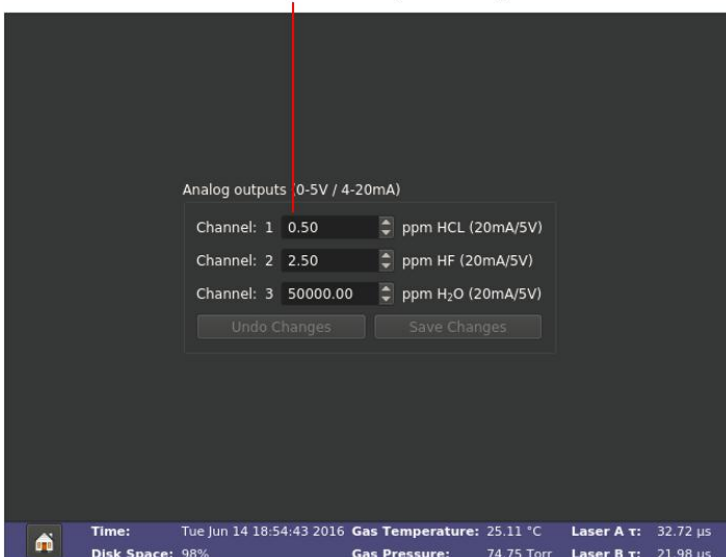 Analog outputs (0-5V / 4-20mA)
Channel: 1 0.50 ppm HCL (20mA/5V)
Channel: 2 2.50 ppm HF (20mA/5V)
Channel: 3 50000.00 ppm H₂O (20mA/5V)
Undo Changes Save Changes
Time: Tue Jun 14 18:54:43 2016 Gas Temperature: 25.11 °C Laser A τ: 32.72 µs
Disk Space: 98% Gas Pressure: 74.75 Torr Laser B τ: 21.98 µs